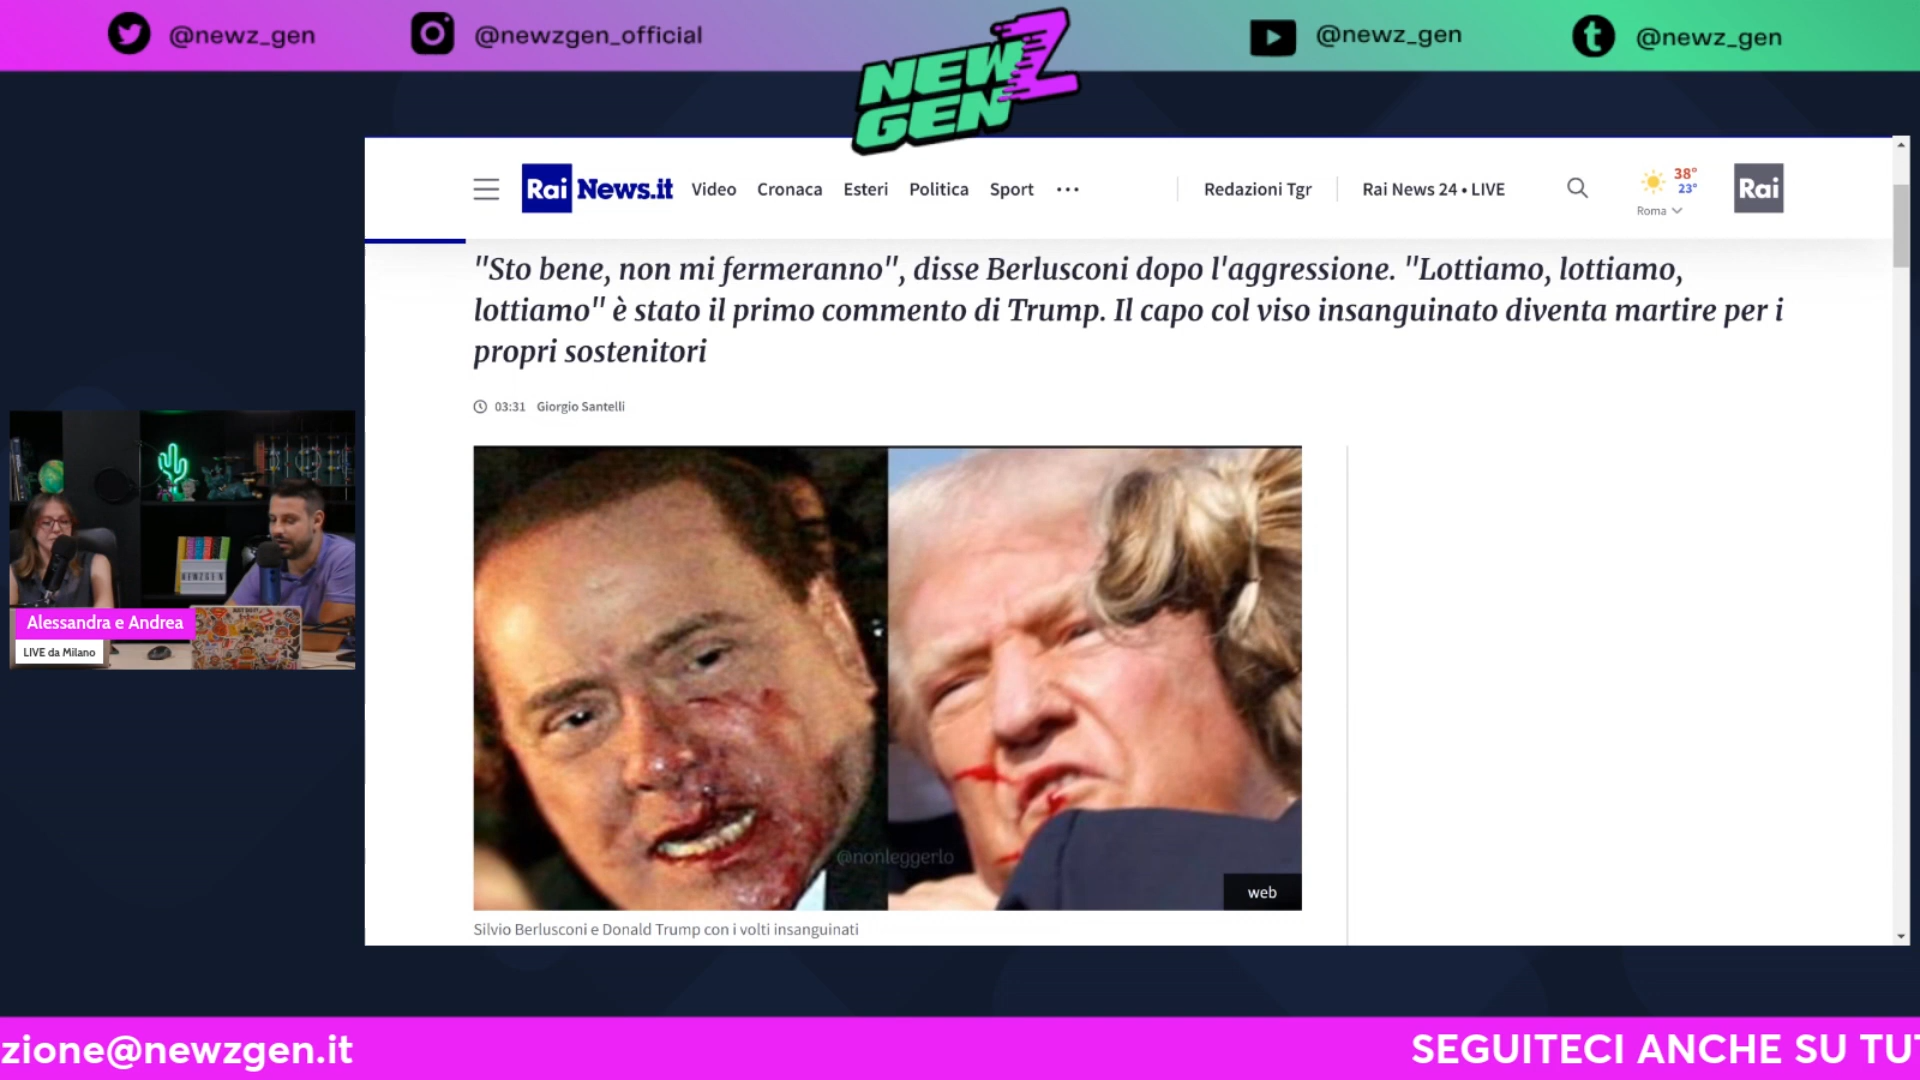 @newz_gen
@newzgen_official
NEW Z
GEN
@newz_gen
@newz_gen
Rai News.it
Video
Cronaca
Esteri
Politica
Sport
Redazioni Tgr
Rai News 24 • LIVE
38°
23°
Roma
Rai
"Sto bene, non mi fermeranno", disse Berlusconi dopo l'aggressione. "Lottiamo, lottiamo,
lottiamo" è stato il primo commento di Trump. Il capo col viso insanguinato diventa martire per i
propri sostenitori
03:31 Giorgio Santelli
NEWZGEN
Alessandra e Andrea
LIVE da Milano
@nonleggerlo
web
Silvio Berlusconi e Donald Trump con i volti insanguinati
zione@newzgen.it
SEGUITECI ANCHE SU TUT